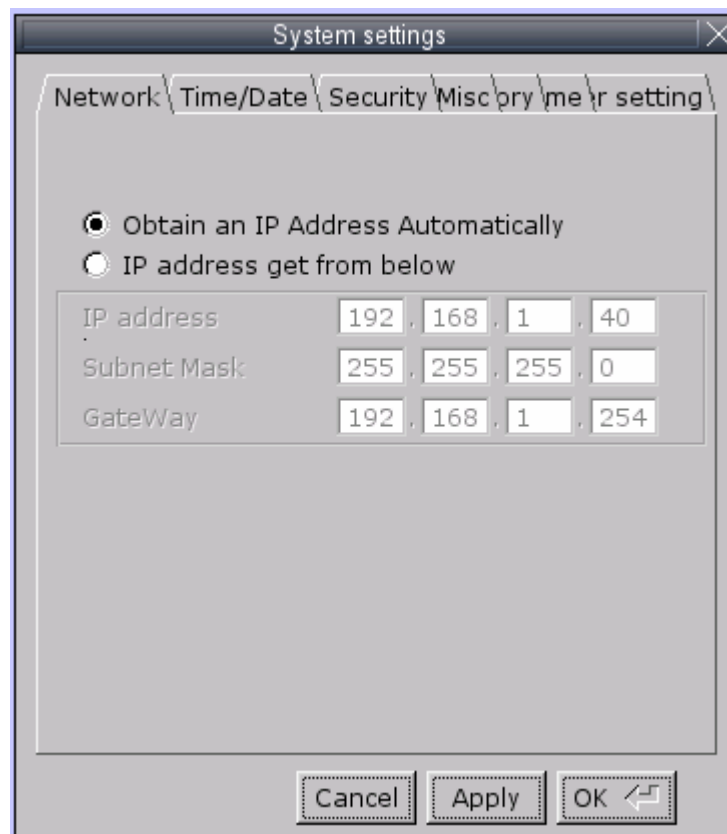 System settings
Network Time/Date Security Misc ory me r setting
Obtain an IP Address Automatically
IP address get from below
IP address 192 . 168 . 1 . 40
Subnet Mask 255 . 255 . 255 . 0
GateWay 192 . 168 . 1 . 254
Cancel Apply OK